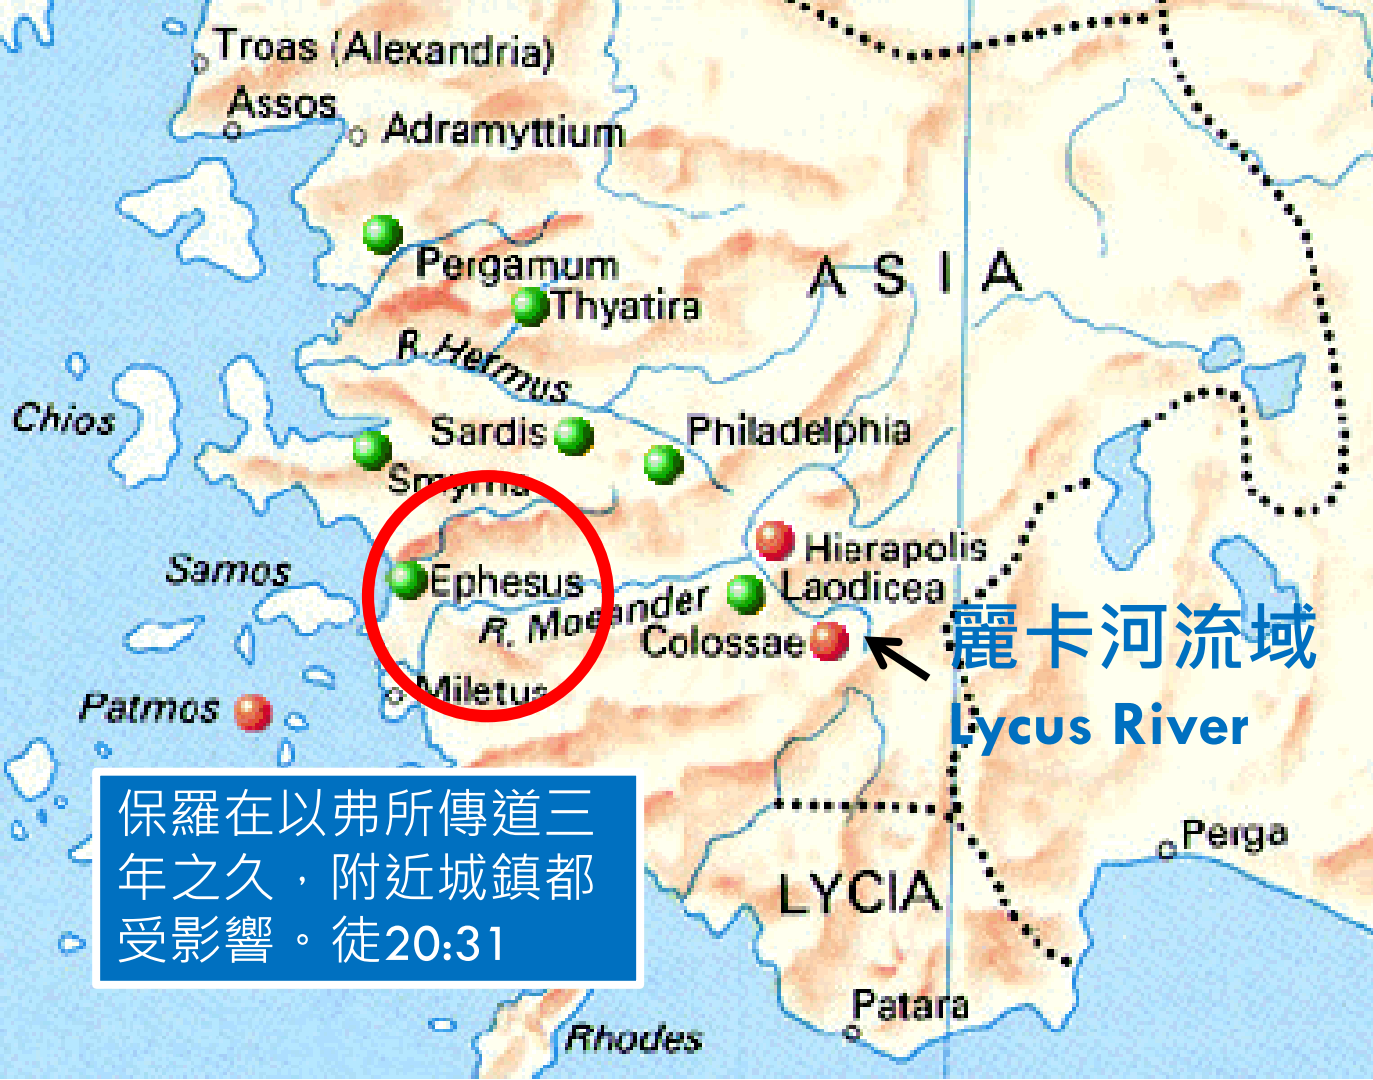 Troas (Alexandria)
Assos
Adramyttium
Pergamum
Thyatira
A S I A
R. Hermus
Chios
Sardis
Philadelphia
Smyrna
Hierapolis
Samos
Ephesus
Laodicea
R. Maeander
Colossae
麗卡河流域
Lycus River
Miletus
Patmos
保羅在以弗所傳道三
年之久，附近城鎮都
受影響。徒20:31
Perga
LYCIA
Patara
Rhodes